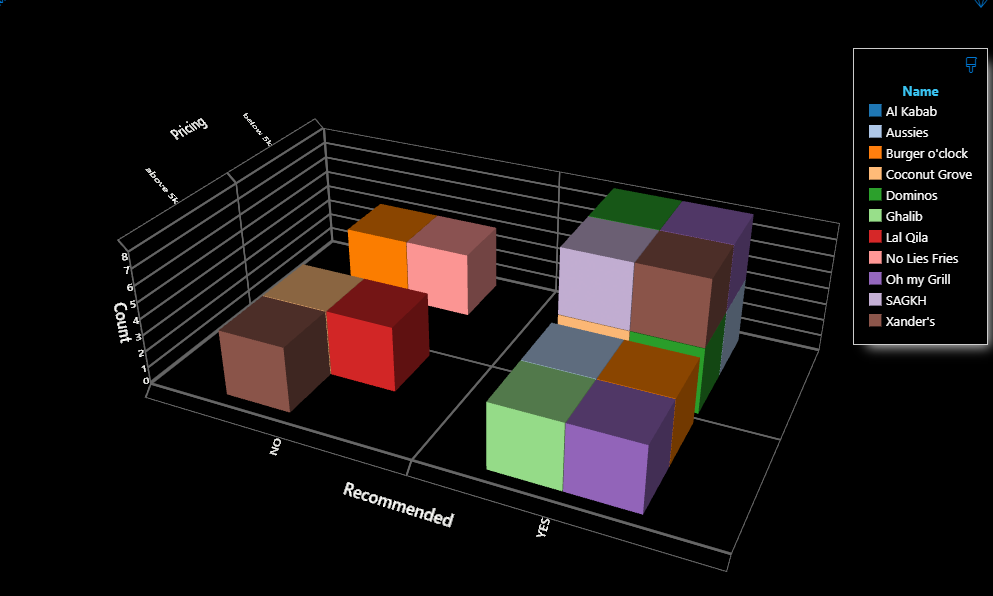 Pricing
below 5k
above 5k
8
7
6
5
4
3
2
1
0
Count
NO
Recommended
YES
Name
Al Kabab
Aussies
Burger o'clock
Coconut Grove
Dominos
Ghalib
Lal Qila
No Lies Fries
Oh my Grill
SAGKH
Xander's